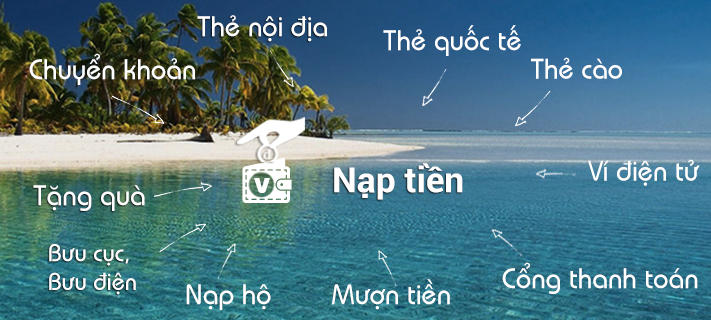 Thẻ nội địa
Thẻ quốc tế
Chuyển khoản
Thẻ cào
đ
V
Nạp tiền
Ví điện tử
Tặng quà
Bưu cục,
Bưu điện
Cổng thanh toán
Nạp hộ
Mượn tiền